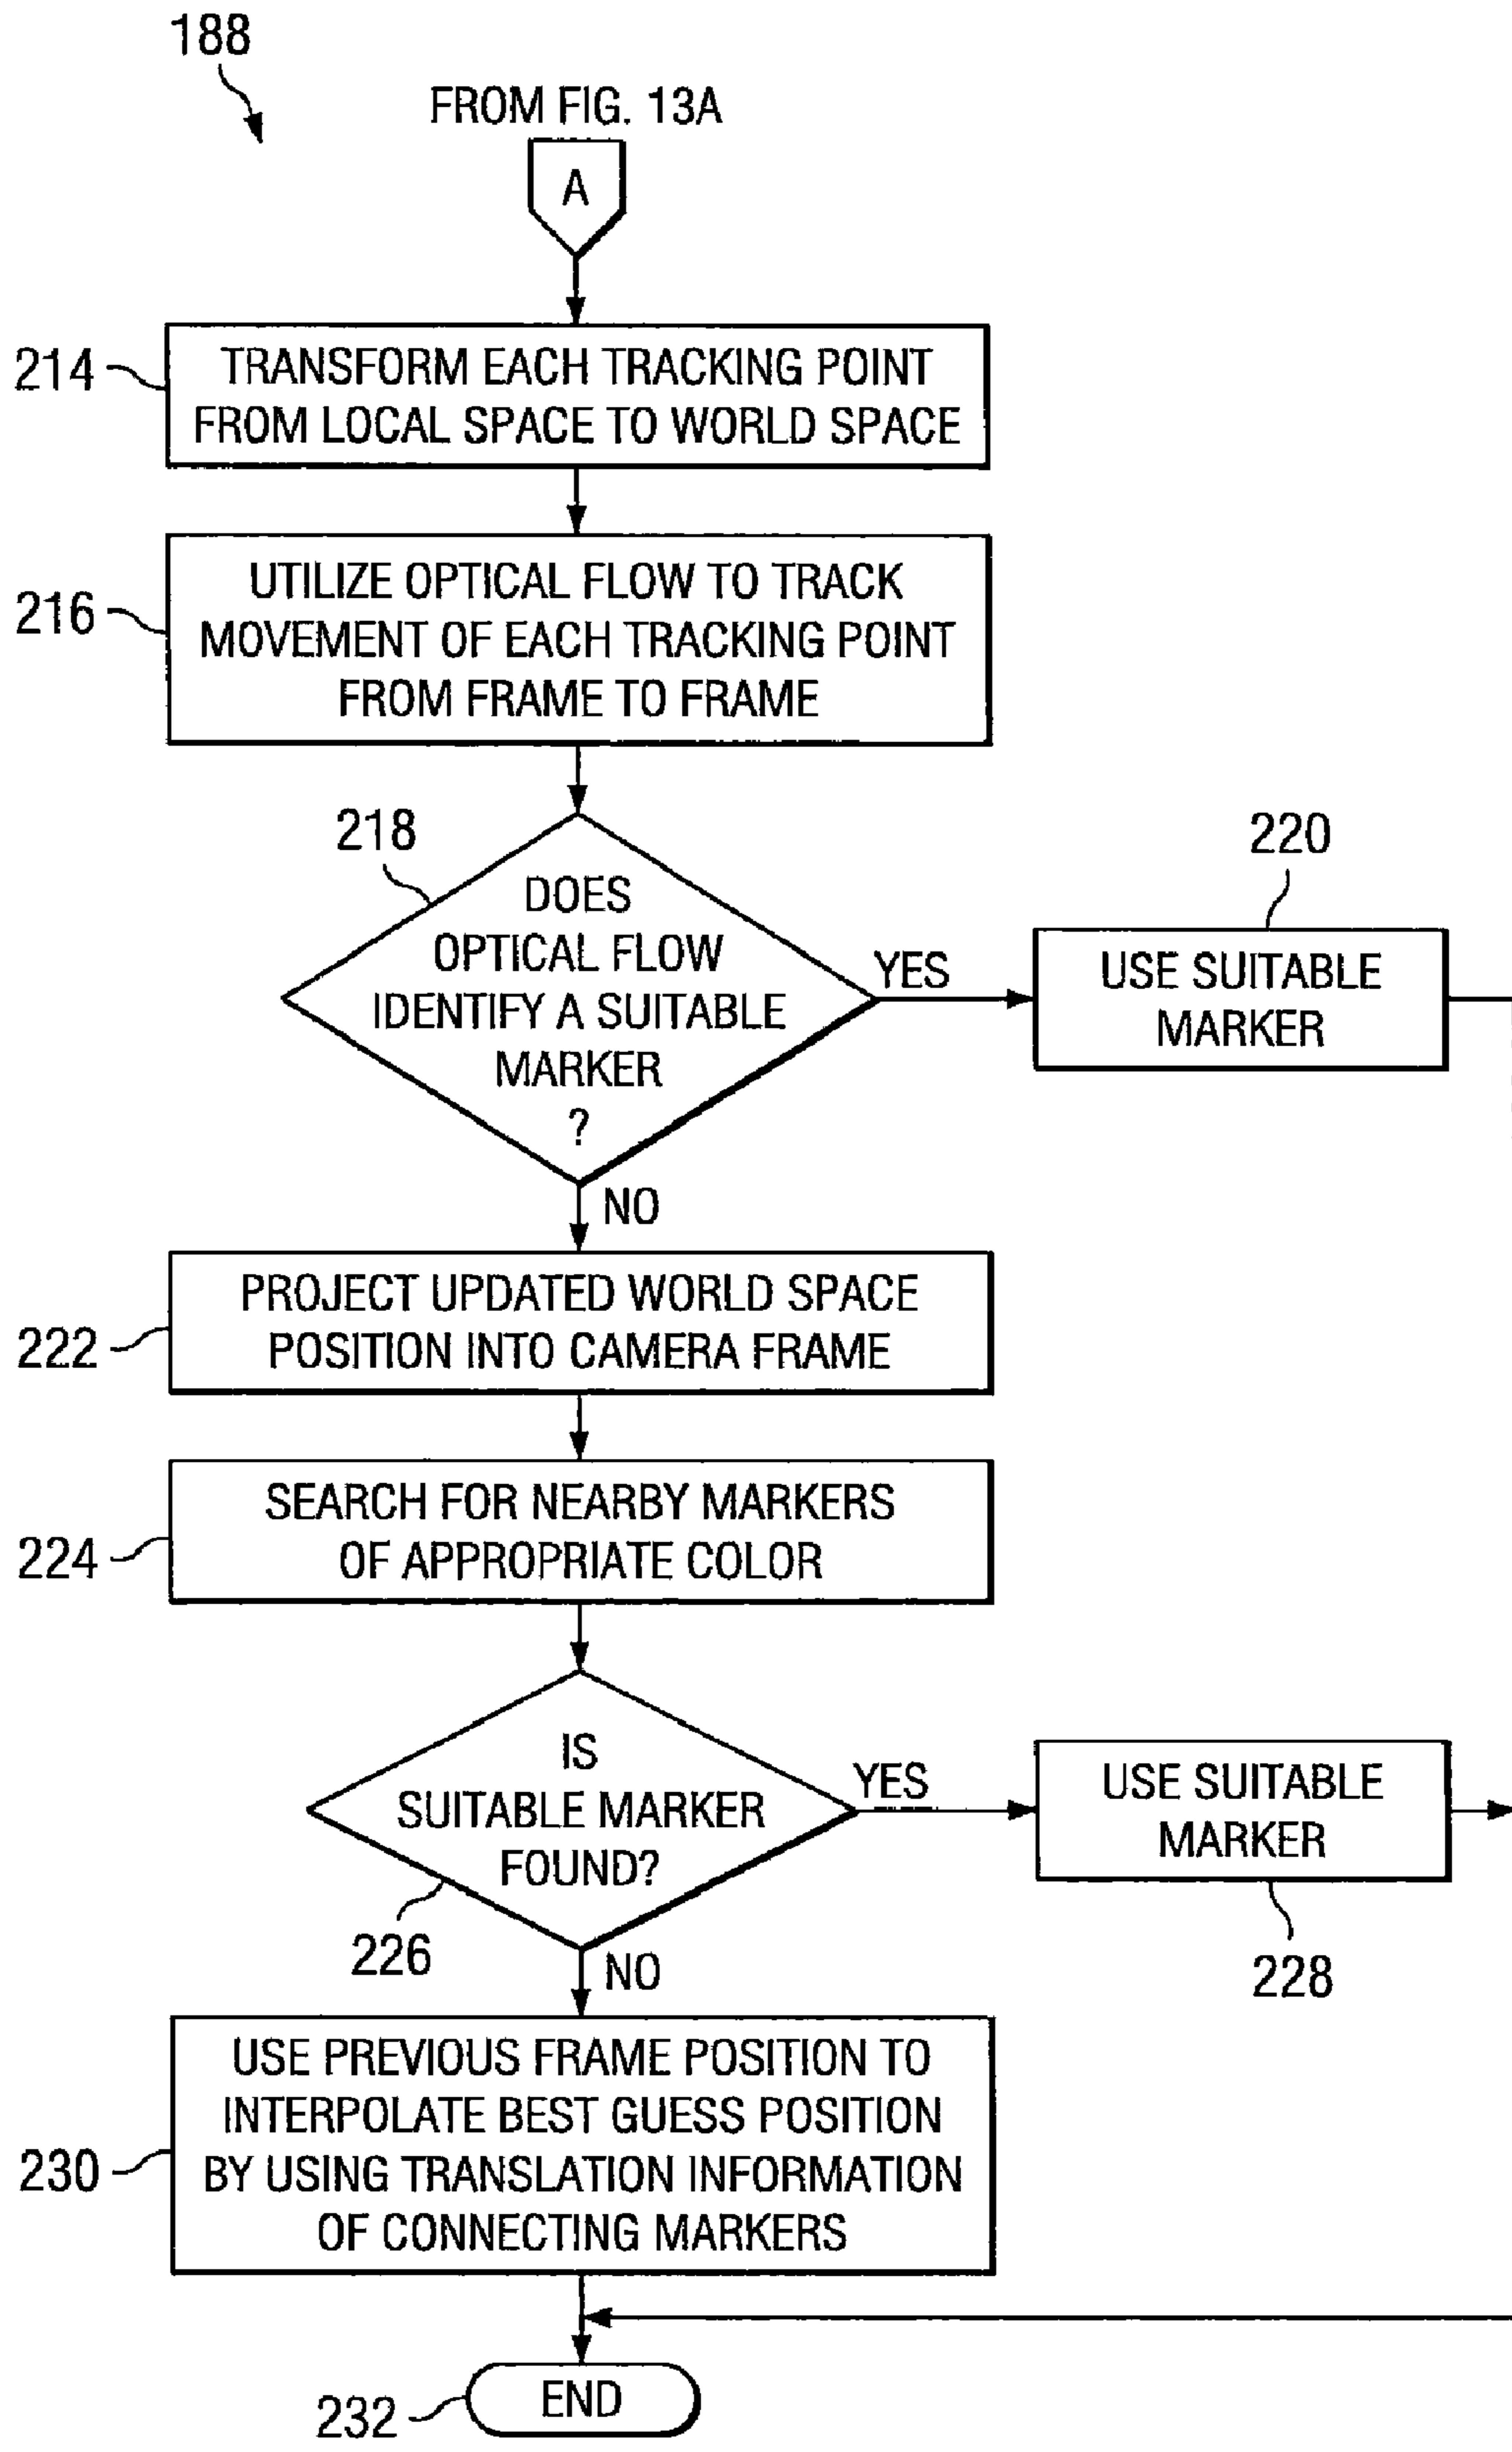 188
FROM FIG. 13A
A
214
TRANSFORM EACH TRACKING POINT
FROM LOCAL SPACE TO WORLD SPACE
216
UTILIZE OPTICAL FLOW TO TRACK
MOVEMENT OF EACH TRACKING POINT
FROM FRAME TO FRAME
218
DOES
OPTICAL FLOW
IDENTIFY A SUITABLE
MARKER
?
YES
220
USE SUITABLE
MARKER
NO
222
PROJECT UPDATED WORLD SPACE
POSITION INTO CAMERA FRAME
224
SEARCH FOR NEARBY MARKERS
OF APPROPRIATE COLOR
IS
SUITABLE MARKER
FOUND?
226
YES
USE SUITABLE
MARKER
228
NO
230
USE PREVIOUS FRAME POSITION TO
INTERPOLATE BEST GUESS POSITION
BY USING TRANSLATION INFORMATION
OF CONNECTING MARKERS
232
END